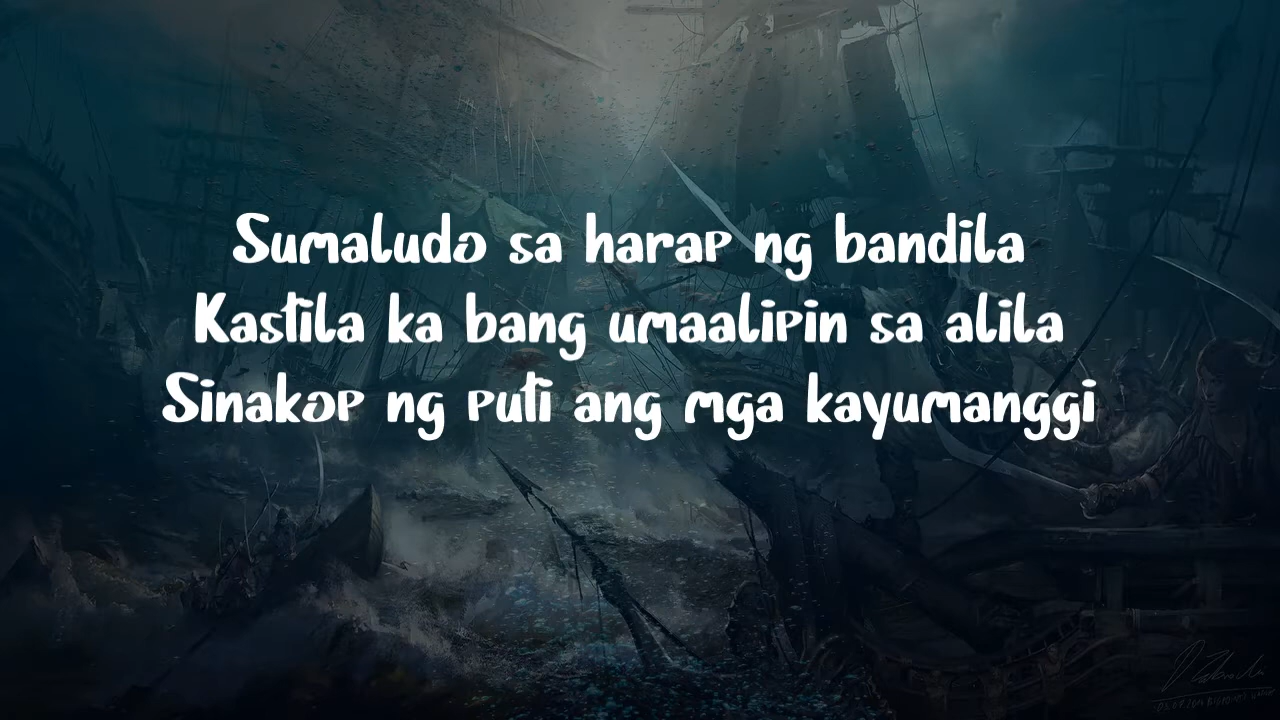 Sumaludo sa harap ng bandila
Kastila ka bang umaalipin sa alila
Sinakop ng puti ang mga kayumanggi